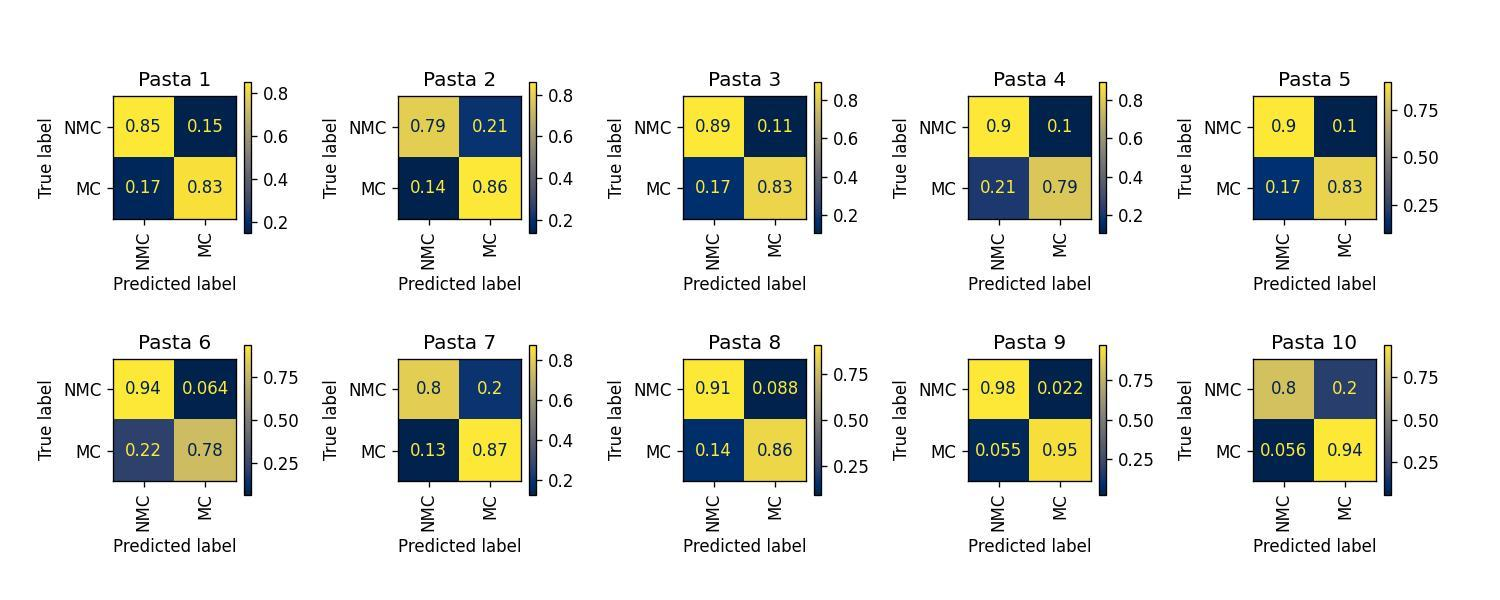 Pasta 1
True label
NMC 0.85 0.15 0.8
0.6
0.4
MC 0.17 0.83 0.2
NMC MC
Predicted label
Pasta 2
True label
NMC 0.79 0.21 0.8
0.6
0.4
MC 0.14 0.86 0.2
NMC MC
Predicted label
Pasta 3
True label
NMC 0.89 0.11 0.8
0.6
0.4
MC 0.17 0.83 0.2
NMC MC
Predicted label
Pasta 4
True label
NMC 0.9 0.1 0.8
0.6
0.4
MC 0.21 0.79 0.2
NMC MC
Predicted label
Pasta 5
True label
NMC 0.9 0.1 0.75
0.50
MC 0.17 0.83 0.25
NMC MC
Predicted label
Pasta 6
True label
NMC 0.94 0.064 0.75
0.50
MC 0.22 0.78 0.25
NMC MC
Predicted label
Pasta 7
True label
NMC 0.8 0.2 0.8
0.6
0.4
MC 0.13 0.87 0.2
NMC MC
Predicted label
Pasta 8
True label
NMC 0.91 0.088 0.75
0.50
MC 0.14 0.86 0.25
NMC MC
Predicted label
Pasta 9
True label
NMC 0.98 0.022 0.75
0.50
MC 0.055 0.95 0.25
NMC MC
Predicted label
Pasta 10
True label
NMC 0.8 0.2 0.75
0.50
MC 0.056 0.94 0.25
NMC MC
Predicted label